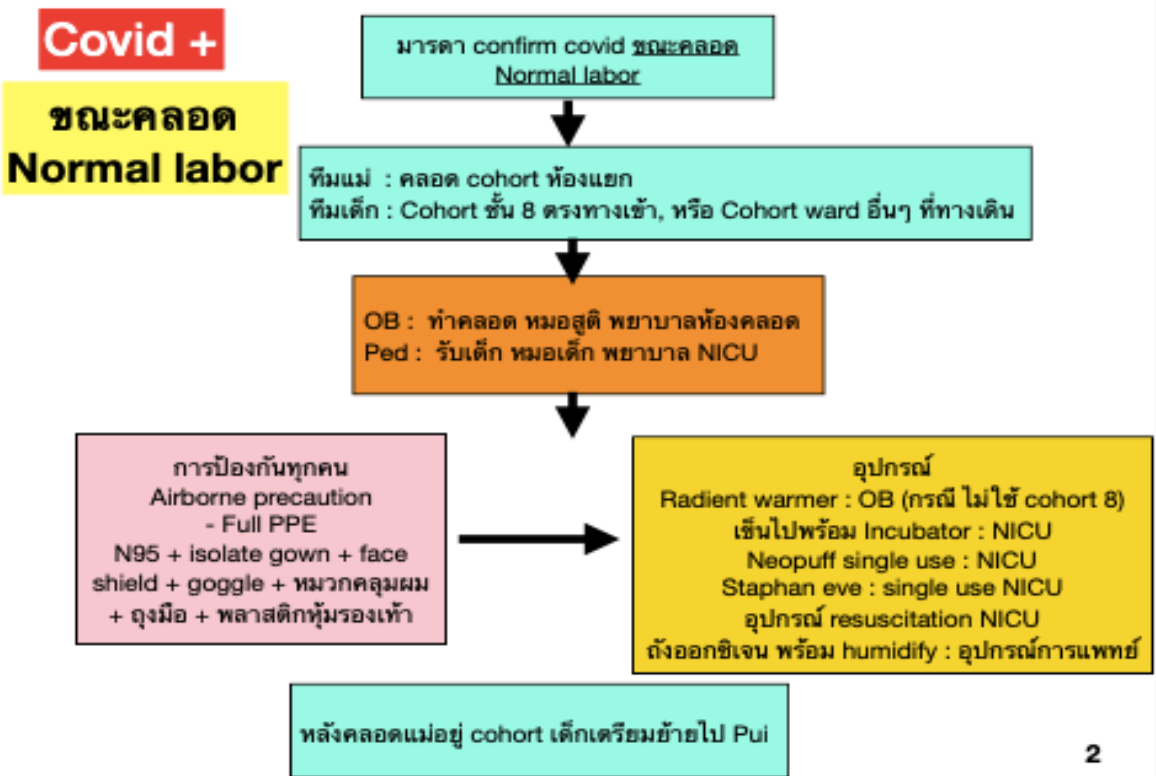 Covid +
ขณะคลอด
Normal labor
มารดา confirm covid ขณะคลอด
Normal labor
ทีมแม่ : คลอด cohort ห้องแยก
ทีมเด็ก : Cohort ชั้น 8 ตรงทางเข้า, หรือ Cohort ward อื่นๆ ที่ทางเดิน
OB : ทำคลอด หมอสูติ พยาบาลห้องคลอด
Ped : รับเด็ก หมอเด็ก พยาบาล NICU
การป้องกันทุกคน
Airborne precaution
- Full PPE
N95 + isolate gown + face
shield + goggle + หมวกคลุมผม
+ ถุงมือ + พลาสติกหุ้มรองเท้า
อุปกรณ์
Radient warmer : OB (กรณี ไม่ใช้ cohort 8)
เข็นไปพร้อม Incubator : NICU
Neopuff single use : NICU
Staphan eve : single use NICU
อุปกรณ์ resuscitation NICU
ถังออกซิเจน พร้อม humidify : อุปกรณ์การแพทย์
หลังคลอดแม่อยู่ cohort เด็กเตรียมย้ายไป Pui
2